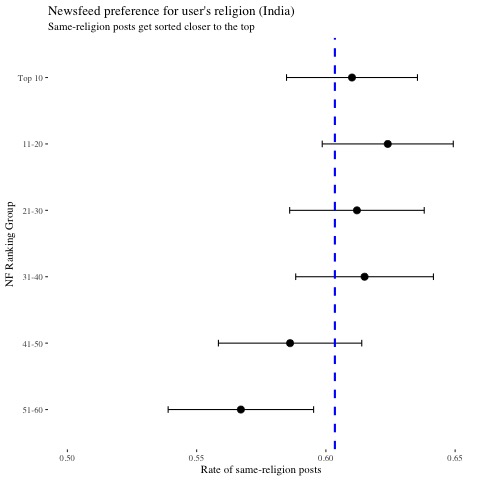 Newsfeed preference for user's religion (India)
Same-religion posts get sorted closer to the top
Top 10
11-20
21-30
31-40
41-50
51-60
NF Ranking Group
0.50 0.55 0.60 0.65
Rate of same-religion posts